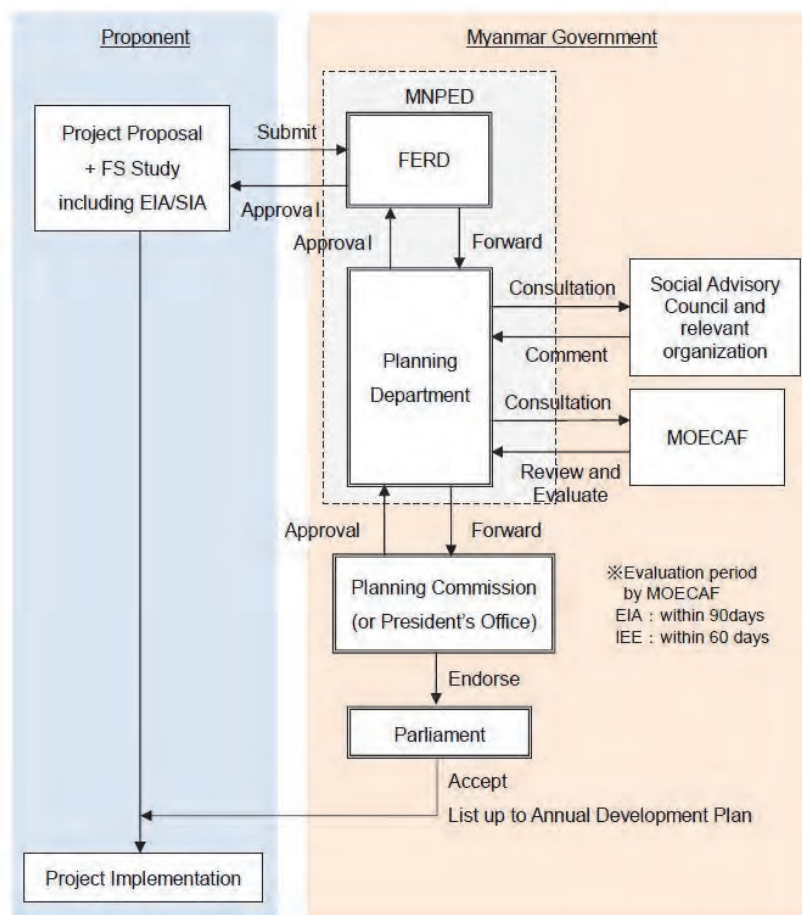 Proponent
Myanmar Government
MNPED
Project Proposal
+ FS Study
including EIA/SIA
Submit
Approval
FERD
Approval
Forward
Planning
Department
Consultation
Comment
Social Advisory
Council and
relevant
organization
Consultation
Review and
Evaluate
MOECAF
Approval
Forward
Planning Commission
(or President's Office)
※Evaluation period
by MOECAF
EIA : within 90days
IEE : within 60 days
Endorse
Parliament
Accept
List up to Annual Development Plan
Project Implementation